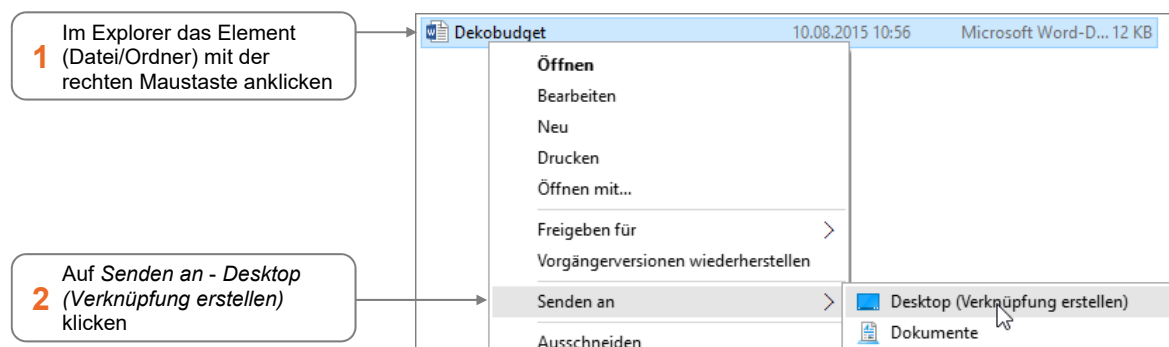 1
Im Explorer das Element
(Datei/Ordner) mit der
rechten Maustaste anklicken
Dekobudget 10.08.2015 10:56 Microsoft Word-D... 12 KB
Öffnen
Bearbeiten
Neu
Drucken
Öffnen mit...
Freigeben für
Vorgängerversionen wiederherstellen
2
Auf Senden an - Desktop
(Verknüpfung erstellen)
klicken
Senden an
Desktop (Verknüpfung erstellen)
Dokumente
Ausschneiden